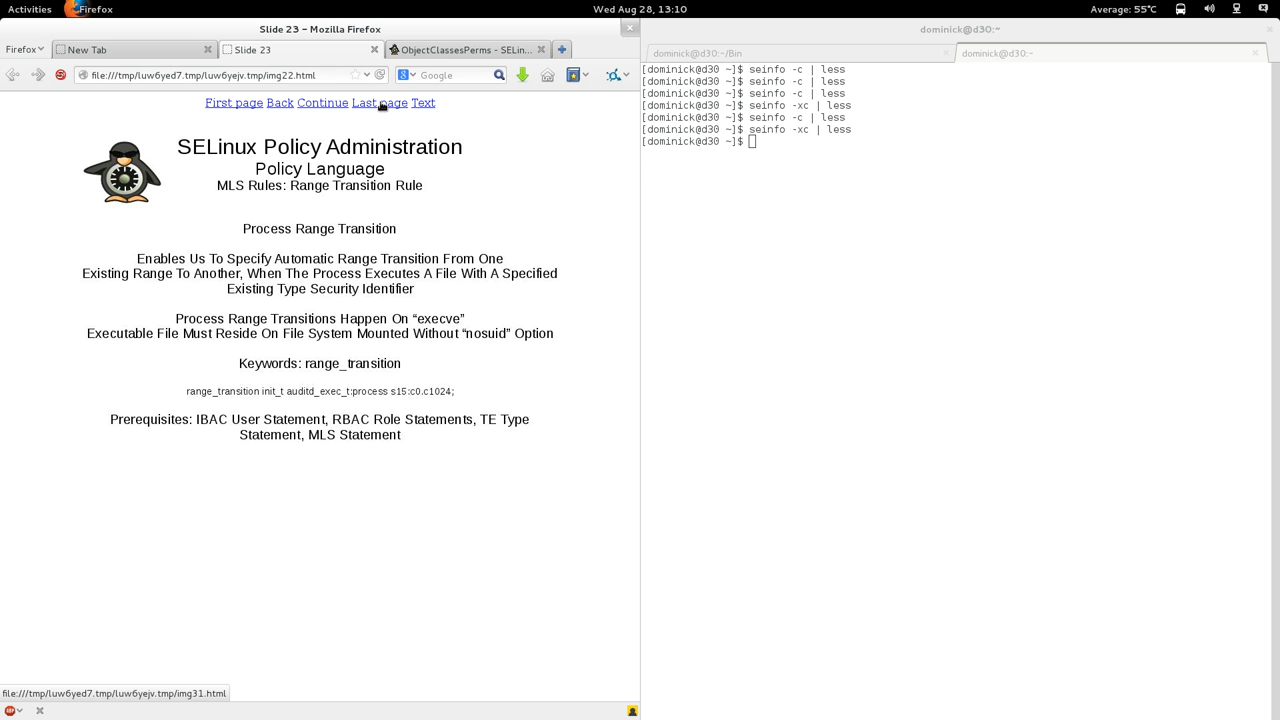 Activities
Firefox
Wed Aug 28, 13:10
Average: 55°C
Slide 23 - Mozilla Firefox
Firefox
New Tab
Slide 23
ObjectClassesPerms - SELin...
file:///tmp/luw6yed7.tmp/luw6yejv.tmp/img22.html
Google
First page Back Continue Last page Text
SELinux Policy Administration
Policy Language
MLS Rules: Range Transition Rule
Process Range Transition
Enables Us To Specify Automatic Range Transition From One
Existing Range To Another, When The Process Executes A File With A Specified
Existing Type Security Identifier
Process Range Transitions Happen On “execve”
Executable File Must Reside On File System Mounted Without “nosuid” Option
Keywords: range_transition
range_transition init_t auditd_exec_t:process s15:c0.c1024;
Prerequisites: IBAC User Statement, RBAC Role Statements, TE Type
Statement, MLS Statement
file:///tmp/luw6yed7.tmp/luw6yejv.tmp/img31.html
dominick@d30:~
dominick@d30:~/Bin
dominick@d30:~
[dominick@d30 ~]$ seinfo -c | less
[dominick@d30 ~]$ seinfo -c | less
[dominick@d30 ~]$ seinfo -c | less
[dominick@d30 ~]$ seinfo -xc | less
[dominick@d30 ~]$ seinfo -c | less
[dominick@d30 ~]$ seinfo -xc | less
[dominick@d30 ~]$